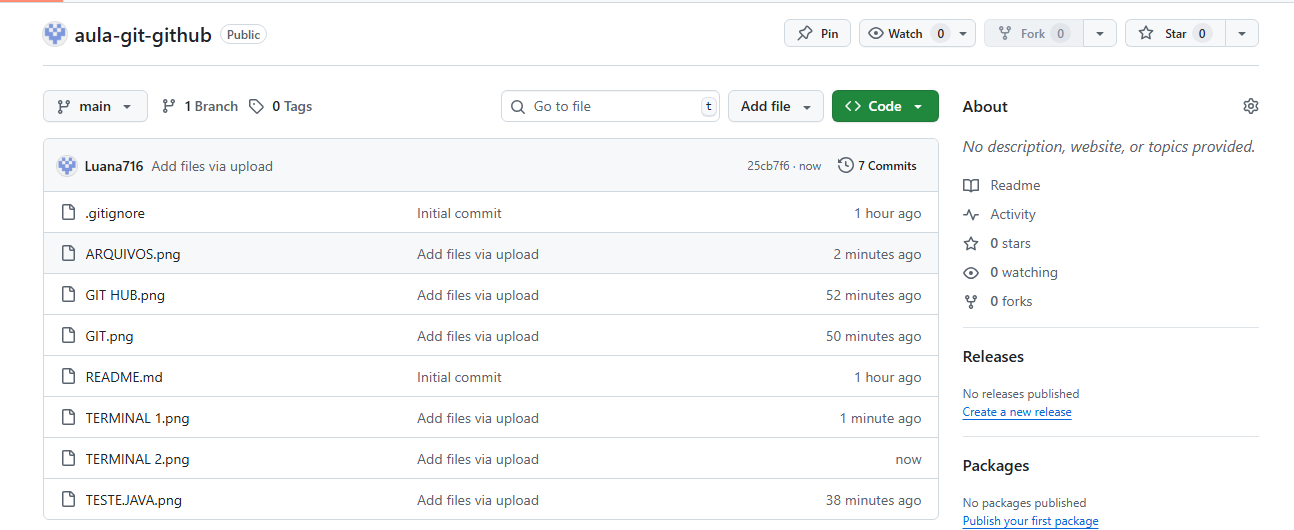 aula-git-github Public Pin Watch 0 Fork 0 Star 0
main 1 Branch 0 Tags Go to file t Add file Code
Luana716 Add files via upload 25cb7f6 · now 7 Commits
.gitignore Initial commit 1 hour ago
ARQUIVOS.png Add files via upload 2 minutes ago
GIT HUB.png Add files via upload 52 minutes ago
GIT.png Add files via upload 50 minutes ago
README.md Initial commit 1 hour ago
TERMINAL 1.png Add files via upload 1 minute ago
TERMINAL 2.png Add files via upload now
TESTE.JAVA.png Add files via upload 38 minutes ago
About
No description, website, or topics provided.
Readme
Activity
0 stars
0 watching
0 forks
Releases
No releases published
Create a new release
Packages
No packages published
Publish your first package